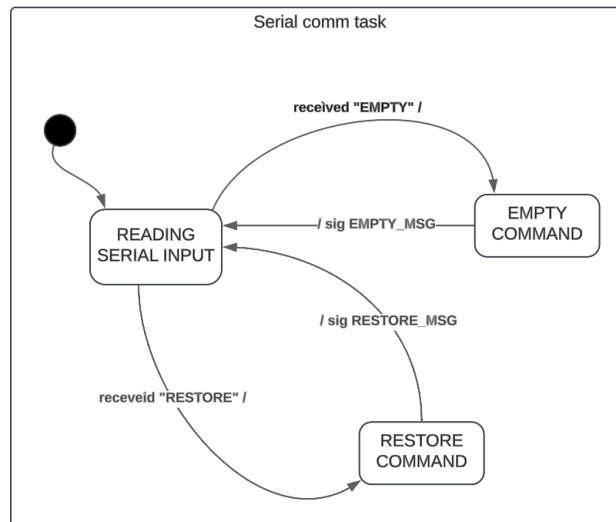 Serial comm task
received "EMPTY" /
EMPTY
COMMAND
/ sig EMPTY_MSG
READING
SERIAL INPUT
/ sig RESTORE_MSG
receveid "RESTORE" /
RESTORE
COMMAND